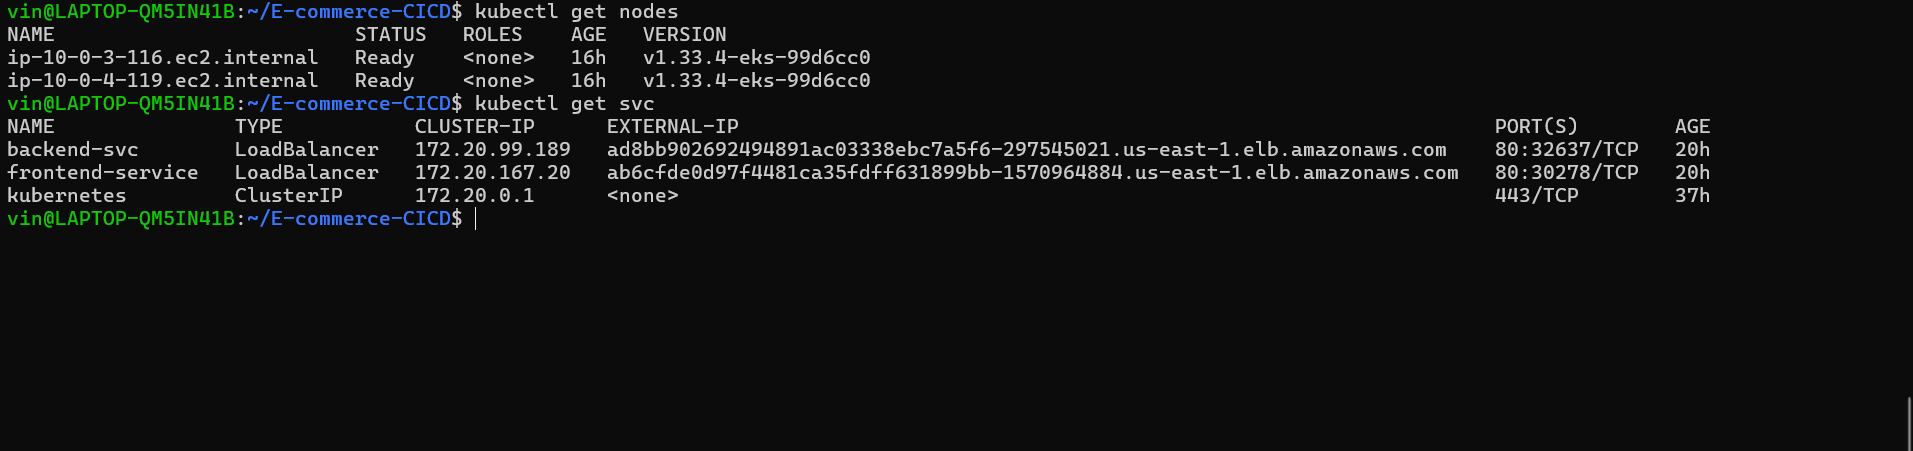 vin@LAPTOP-QM5IN41B:~/E-commerce-CICD$ kubectl get nodes
NAME STATUS ROLES AGE VERSION
ip-10-0-3-116.ec2.internal Ready <none> 16h v1.33.4-eks-99d6cc0
ip-10-0-4-119.ec2.internal Ready <none> 16h v1.33.4-eks-99d6cc0
vin@LAPTOP-QM5IN41B:~/E-commerce-CICD$ kubectl get svc
NAME TYPE CLUSTER-IP EXTERNAL-IP PORT(S) AGE
backend-svc LoadBalancer 172.20.99.189 ad8bb902692494891ac03338ebc7a5f6-297545021.us-east-1.elb.amazonaws.com 80:32637/TCP 20h
frontend-service LoadBalancer 172.20.167.20 ab6cfde0d97f4481ca35fdff631899bb-1570964884.us-east-1.elb.amazonaws.com 80:30278/TCP 20h
kubernetes ClusterIP 172.20.0.1 <none> 443/TCP 37h
vin@LAPTOP-QM5IN41B:~/E-commerce-CICD$